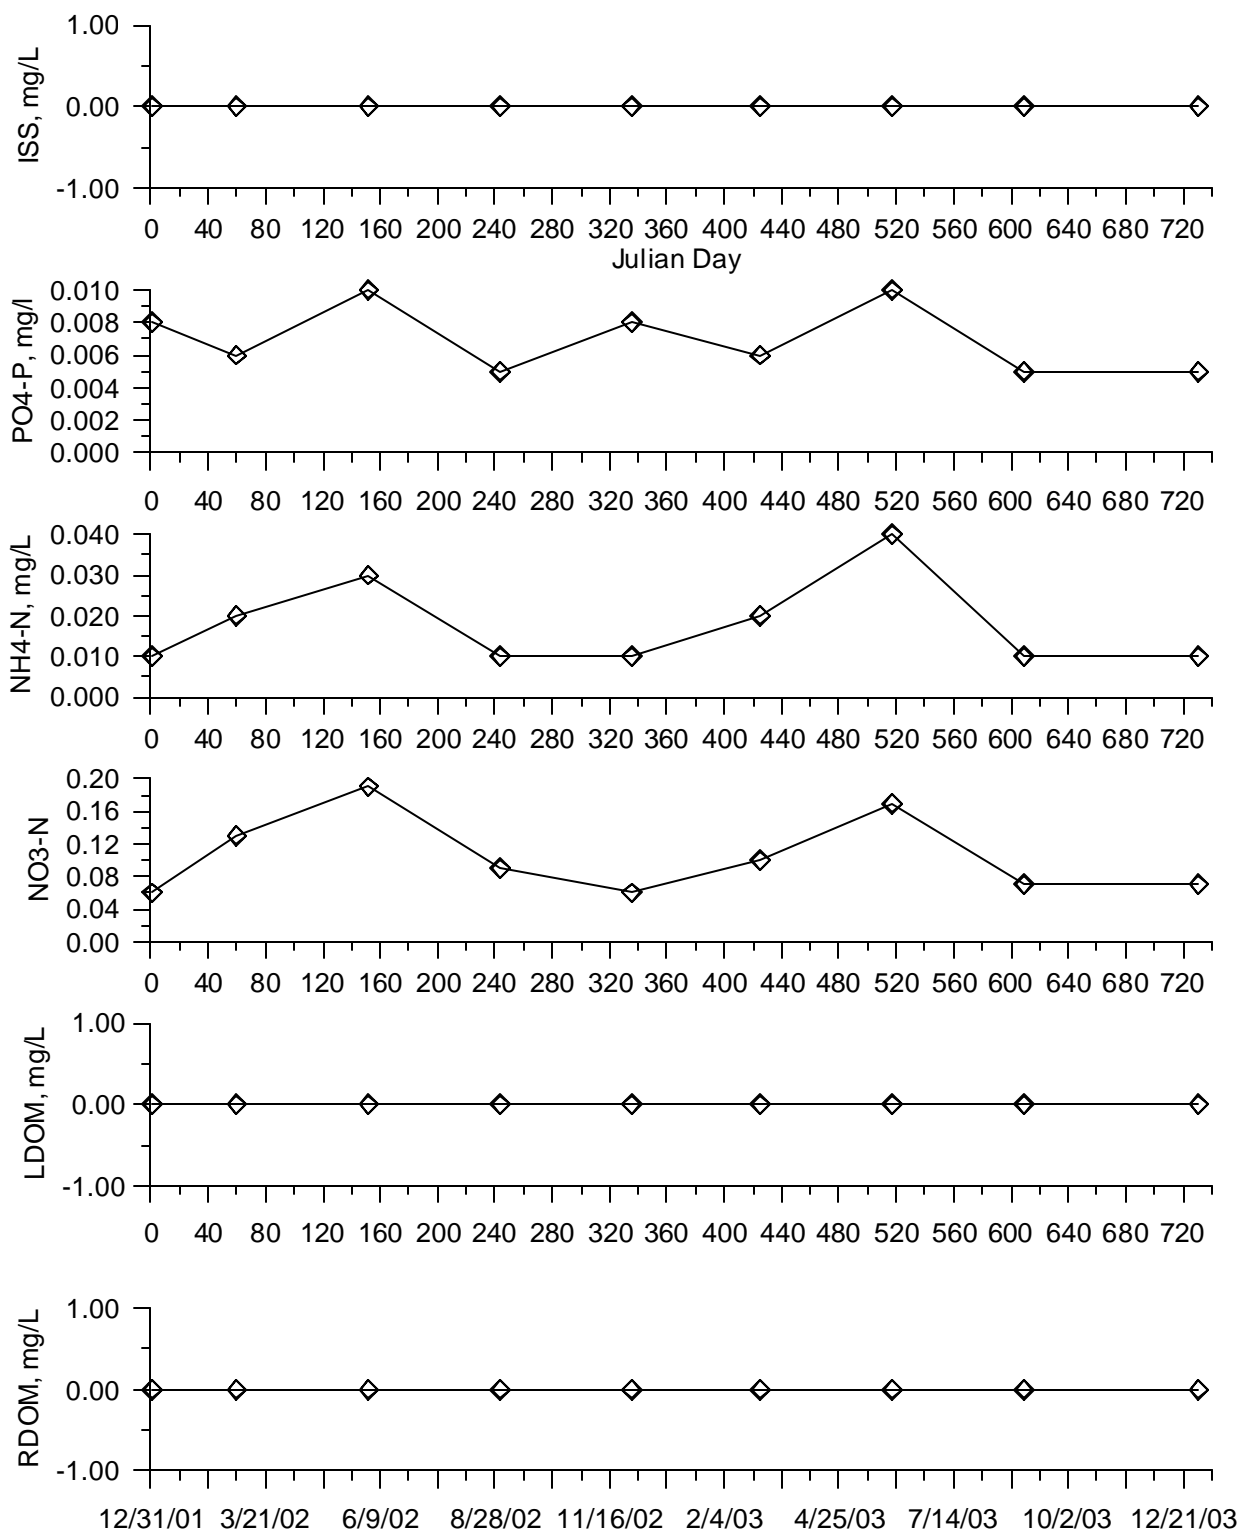 ISS, mg/L
1.00
0.00
-1.00
0 40 80 120 160 200 240 280 320 360 400 440 480 520 560 600 640 680 720
Julian Day
PO4-P, mg/l
0.010
0.008
0.006
0.004
0.002
0.000
0 40 80 120 160 200 240 280 320 360 400 440 480 520 560 600 640 680 720
NH4-N, mg/L
0.040
0.030
0.020
0.010
0.000
0 40 80 120 160 200 240 280 320 360 400 440 480 520 560 600 640 680 720
NO3-N
0.20
0.16
0.12
0.08
0.04
0.00
0 40 80 120 160 200 240 280 320 360 400 440 480 520 560 600 640 680 720
LDOM, mg/L
1.00
0.00
-1.00
0 40 80 120 160 200 240 280 320 360 400 440 480 520 560 600 640 680 720
RDOM, mg/L
1.00
0.00
-1.00
12/31/01 3/21/02 6/9/02 8/28/02 11/16/02 2/4/03 4/25/03 7/14/03 10/2/03 12/21/03